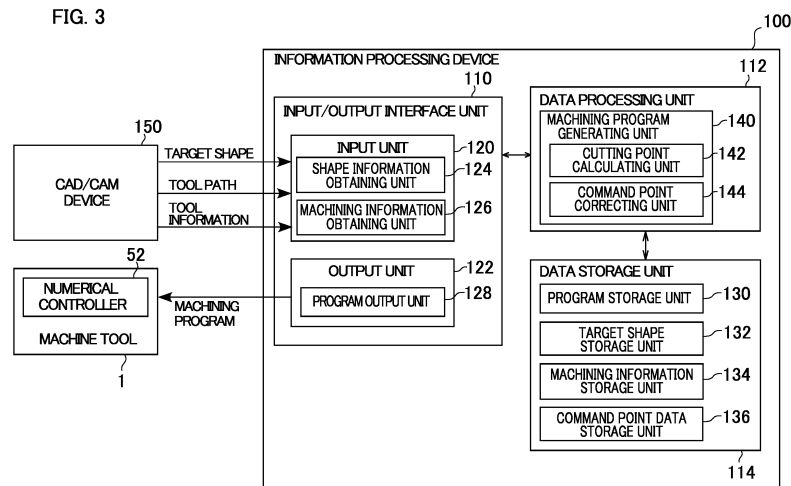 FIG. 3
100
INFORMATION PROCESSING DEVICE
110
INPUT/OUTPUT INTERFACE UNIT
150
CAD/CAM
DEVICE
TARGET SHAPE
TOOL PATH
TOOL
INFORMATION
INPUT UNIT
120
SHAPE INFORMATION
OBTAINING UNIT
124
MACHINING INFORMATION
OBTAINING UNIT
126
OUTPUT UNIT
122
PROGRAM OUTPUT UNIT
128
52
NUMERICAL
CONTROLLER
MACHINE TOOL
1
MACHINING
PROGRAM
112
DATA PROCESSING UNIT
MACHINING PROGRAM
GENERATING UNIT
140
CUTTING POINT
CALCULATING UNIT
142
COMMAND POINT
CORRECTING UNIT
144
DATA STORAGE UNIT
PROGRAM STORAGE UNIT
130
TARGET SHAPE
STORAGE UNIT
132
MACHINING INFORMATION
STORAGE UNIT
134
COMMAND POINT DATA
STORAGE UNIT
136
114